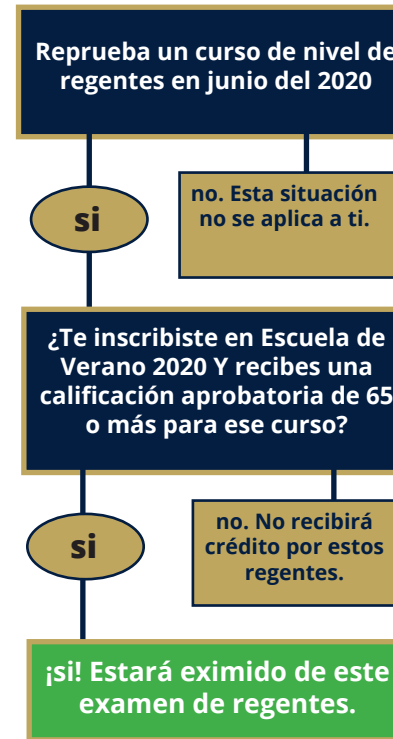 Reprueba un curso de nivel de
regentes en junio del 2020
si
no. Esta situación
no se aplica a ti.
¿Te inscribiste en Escuela de
Verano 2020 Y recibes una
calificación aprobatoria de 65
o más para ese curso?
si
no. No recibirá
crédito por estos
regentes.
¡si! Estará eximido de este
examen de regentes.